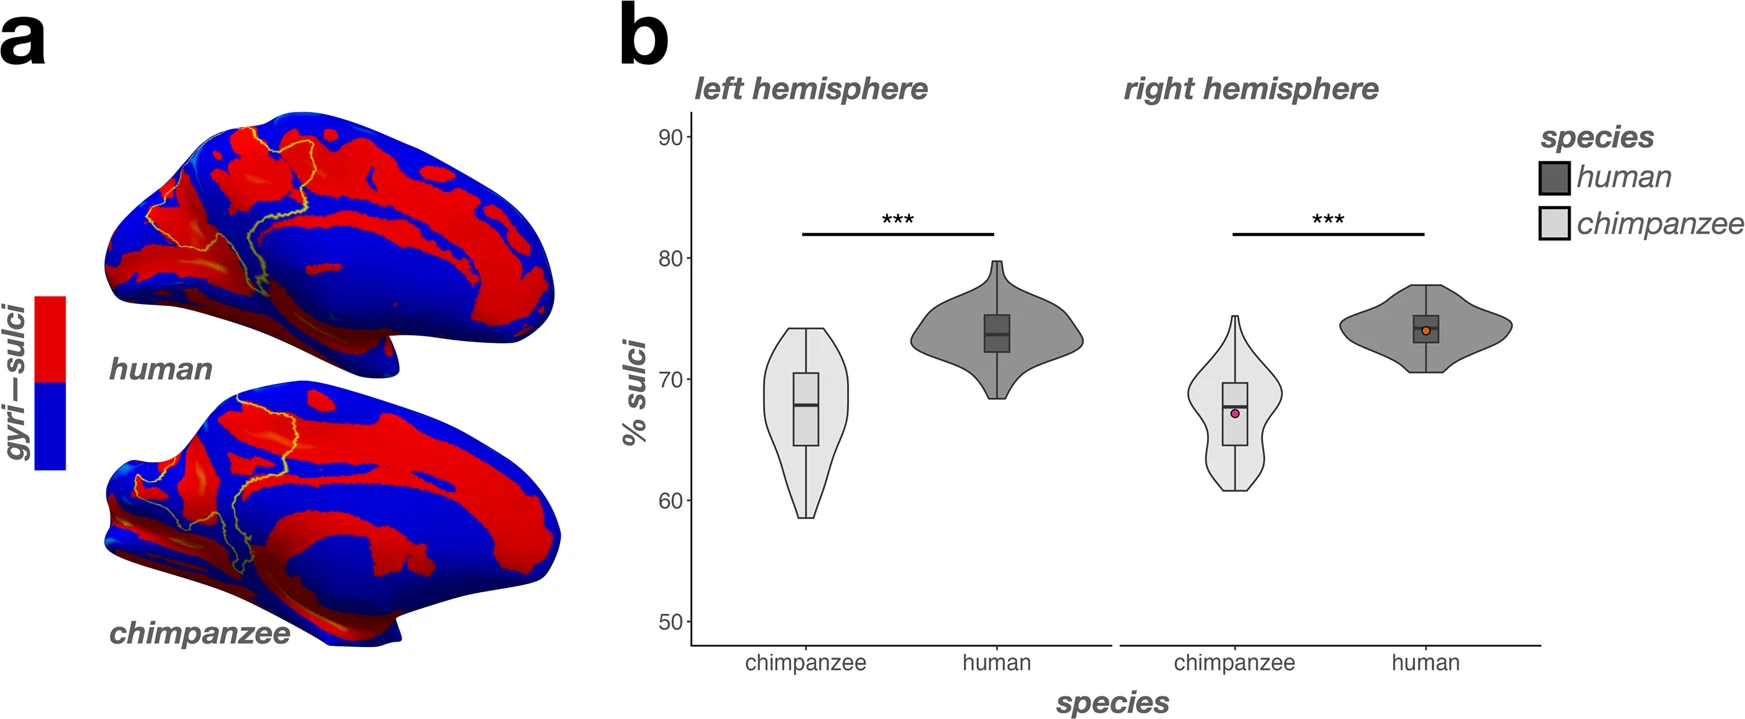 a
gyri—sulci
human
chimpanzee
b
left hemisphere
right hemisphere
% sulci
90
80
70
60
50
***
***
chimpanzee
human
chimpanzee
human
species
species
human
chimpanzee